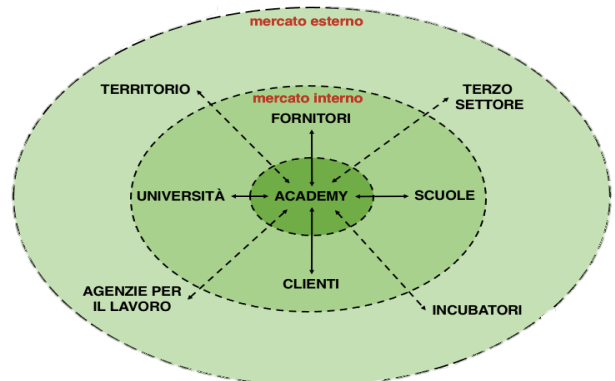 mercato esterno
TERRITORIO
TERZO
SETTORE
mercato interno
FORNITORI
UNIVERSITÀ
ACADEMY
SCUOLE
CLIENTI
AGENZIE PER
IL LAVORO
INCUBATORI